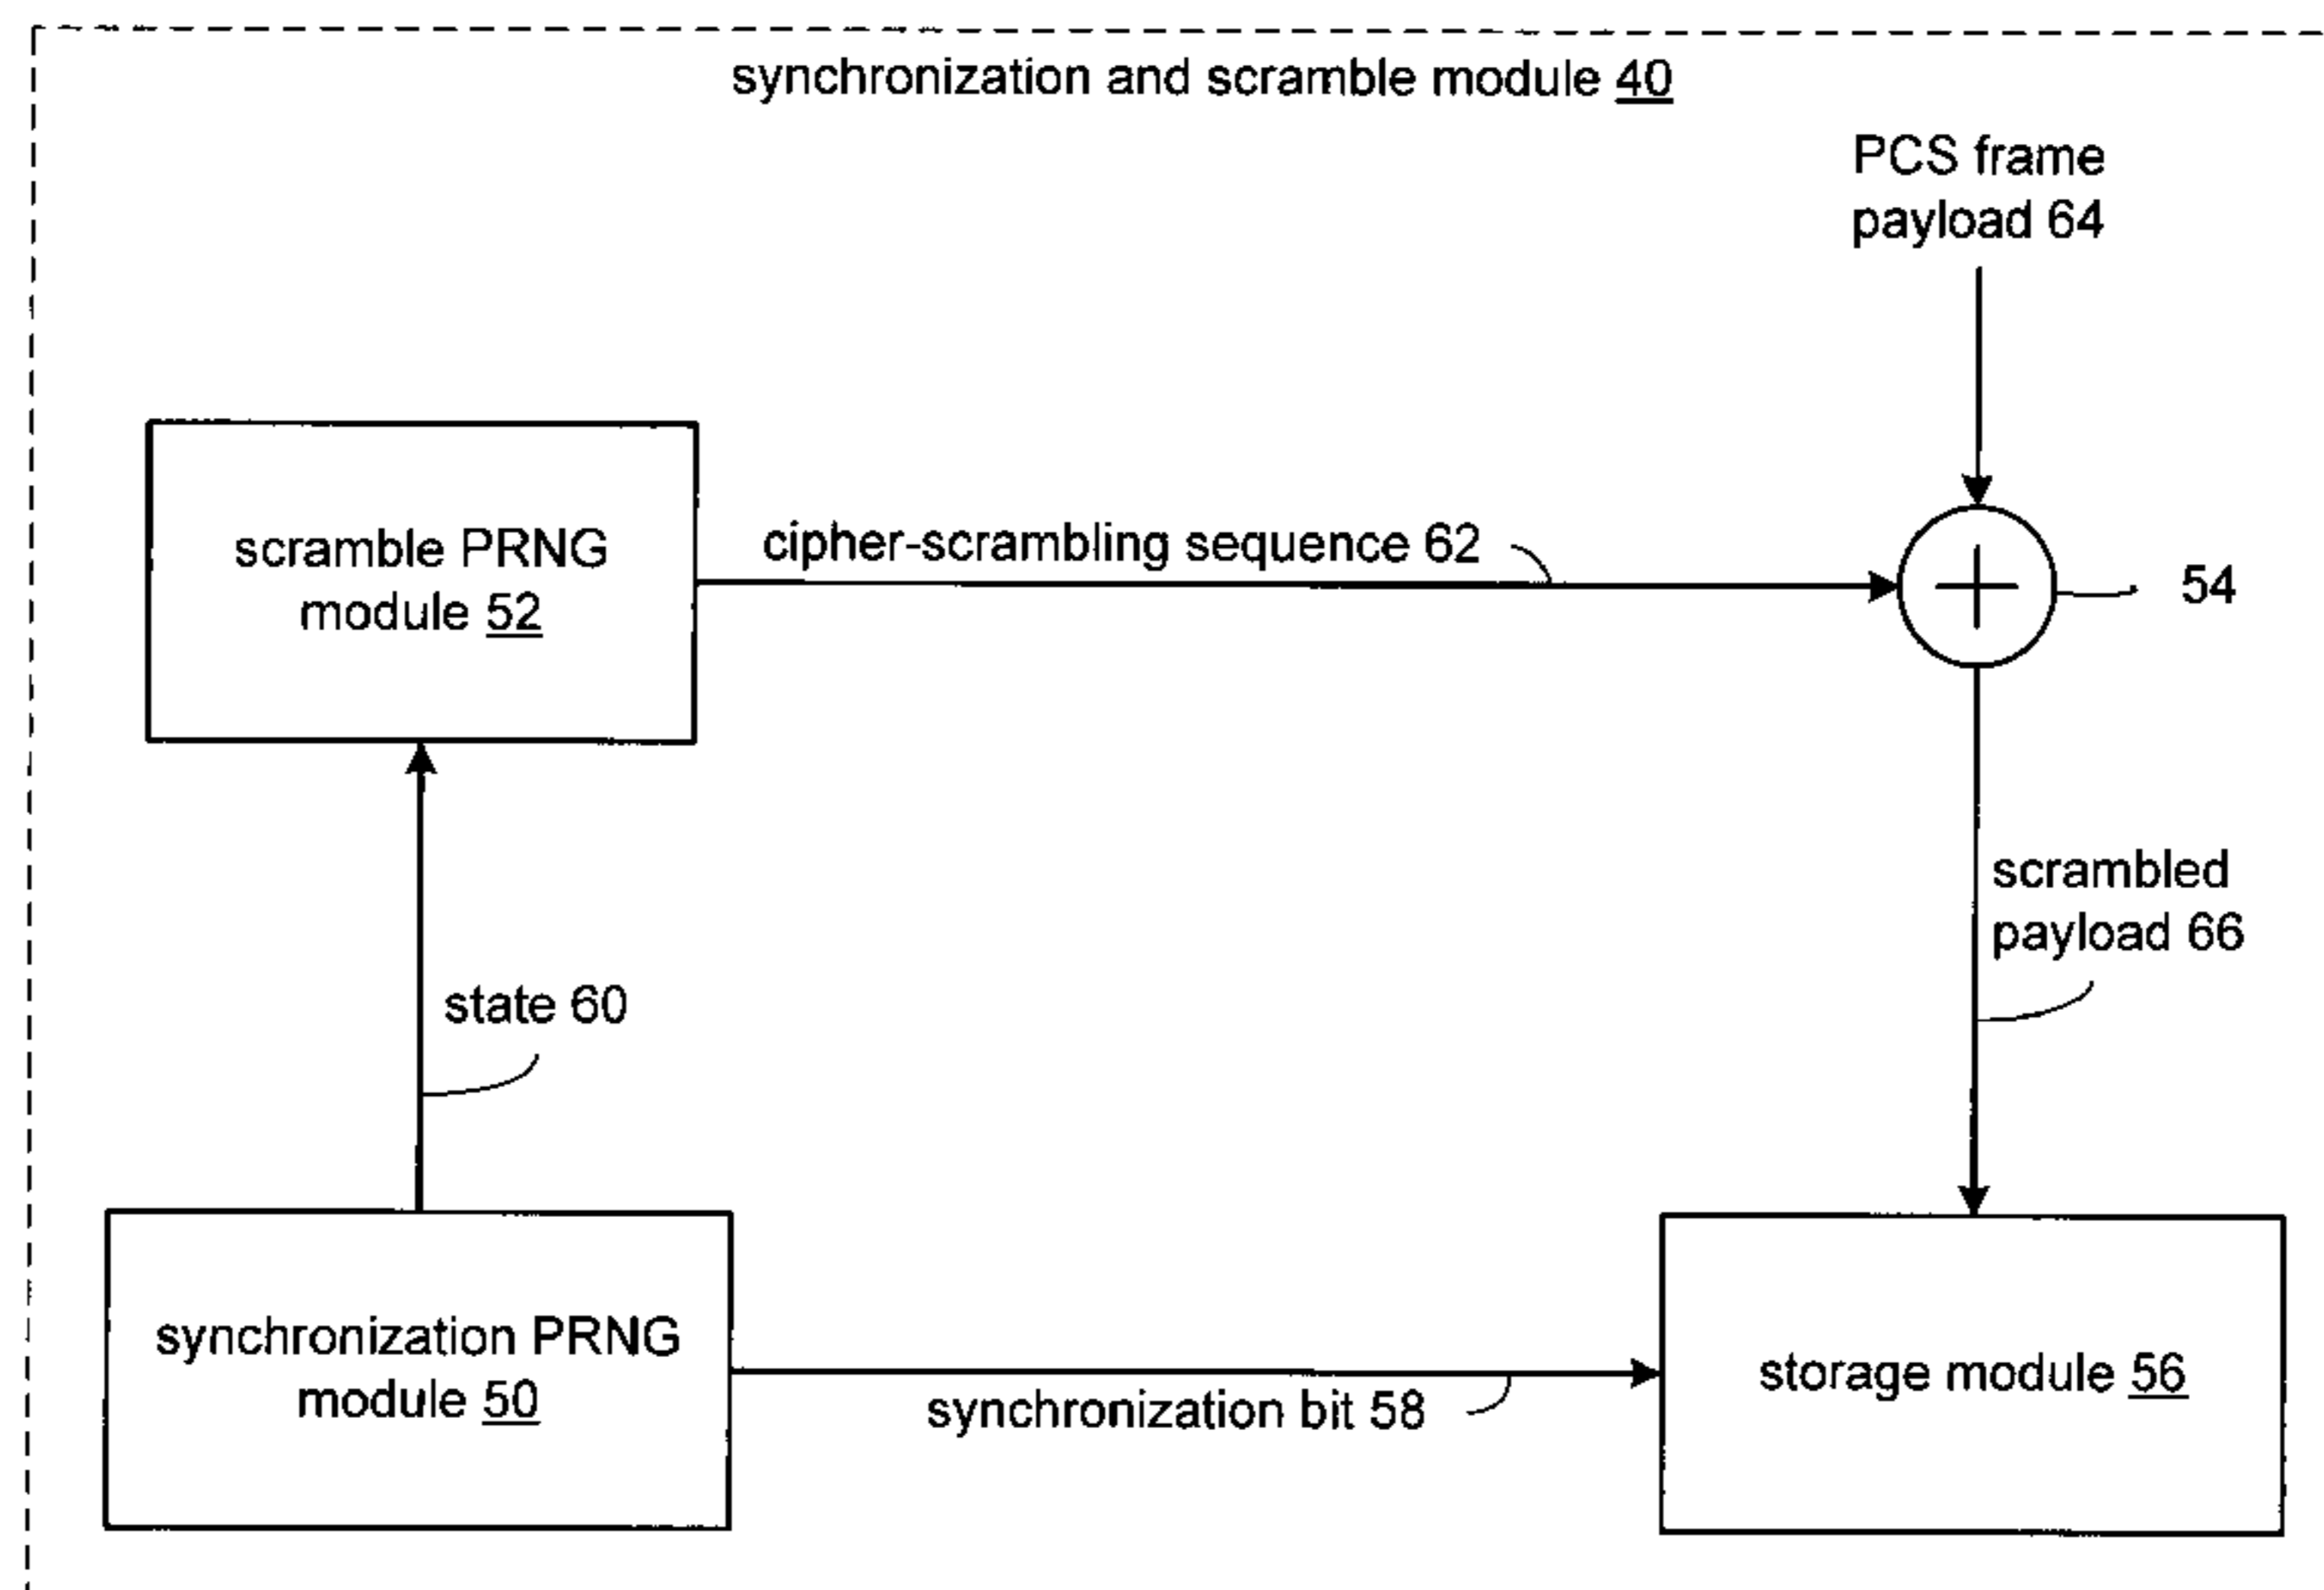 synchronization and scramble module 40
PCS frame
payload 64
scramble PRNG
module 52
cipher-scrambling sequence 62
54
scrambled
payload 66
state 60
synchronization PRNG
module 50
synchronization bit 58
storage module 56